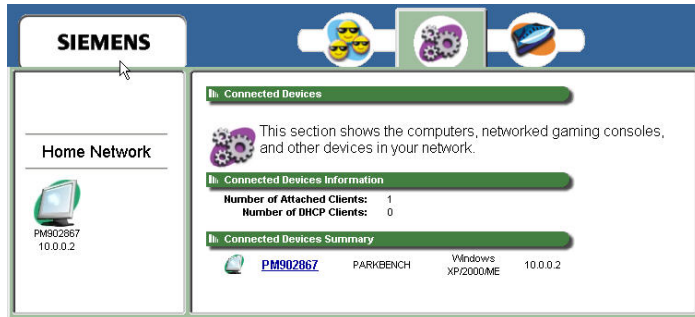 SIEMENS
Home Network
PM902867
10.0.0.2
Connected Devices
This section shows the computers, networked gaming consoles,
and other devices in your network.
Connected Devices Information
Number of Attached Clients: 1
Number of DHCP Clients: 0
Connected Devices Summary
PM902867 PARKBENCH Windows XP/2000/ME 10.0.0.2